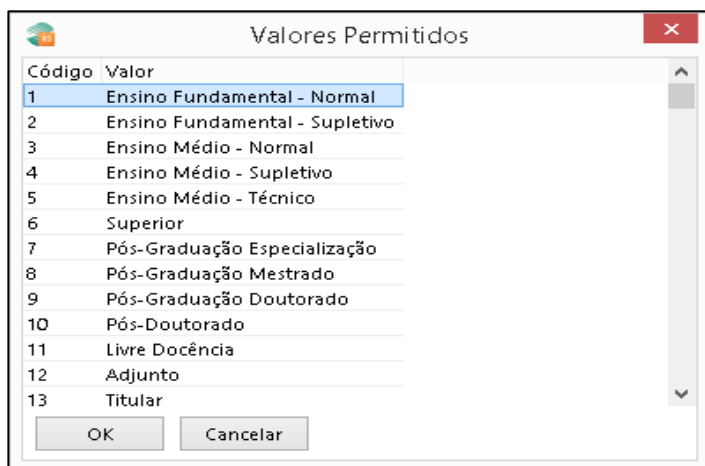 Valores Permitidos
Código Valor
1 Ensino Fundamental - Normal
2 Ensino Fundamental - Supletivo
3 Ensino Médio - Normal
4 Ensino Médio - Supletivo
5 Ensino Médio - Técnico
6 Superior
7 Pós-Graduação Especialização
8 Pós-Graduação Mestrado
9 Pós-Graduação Doutorado
10 Pós-Doutorado
11 Livre Docência
12 Adjunto
13 Titular
OK Cancelar